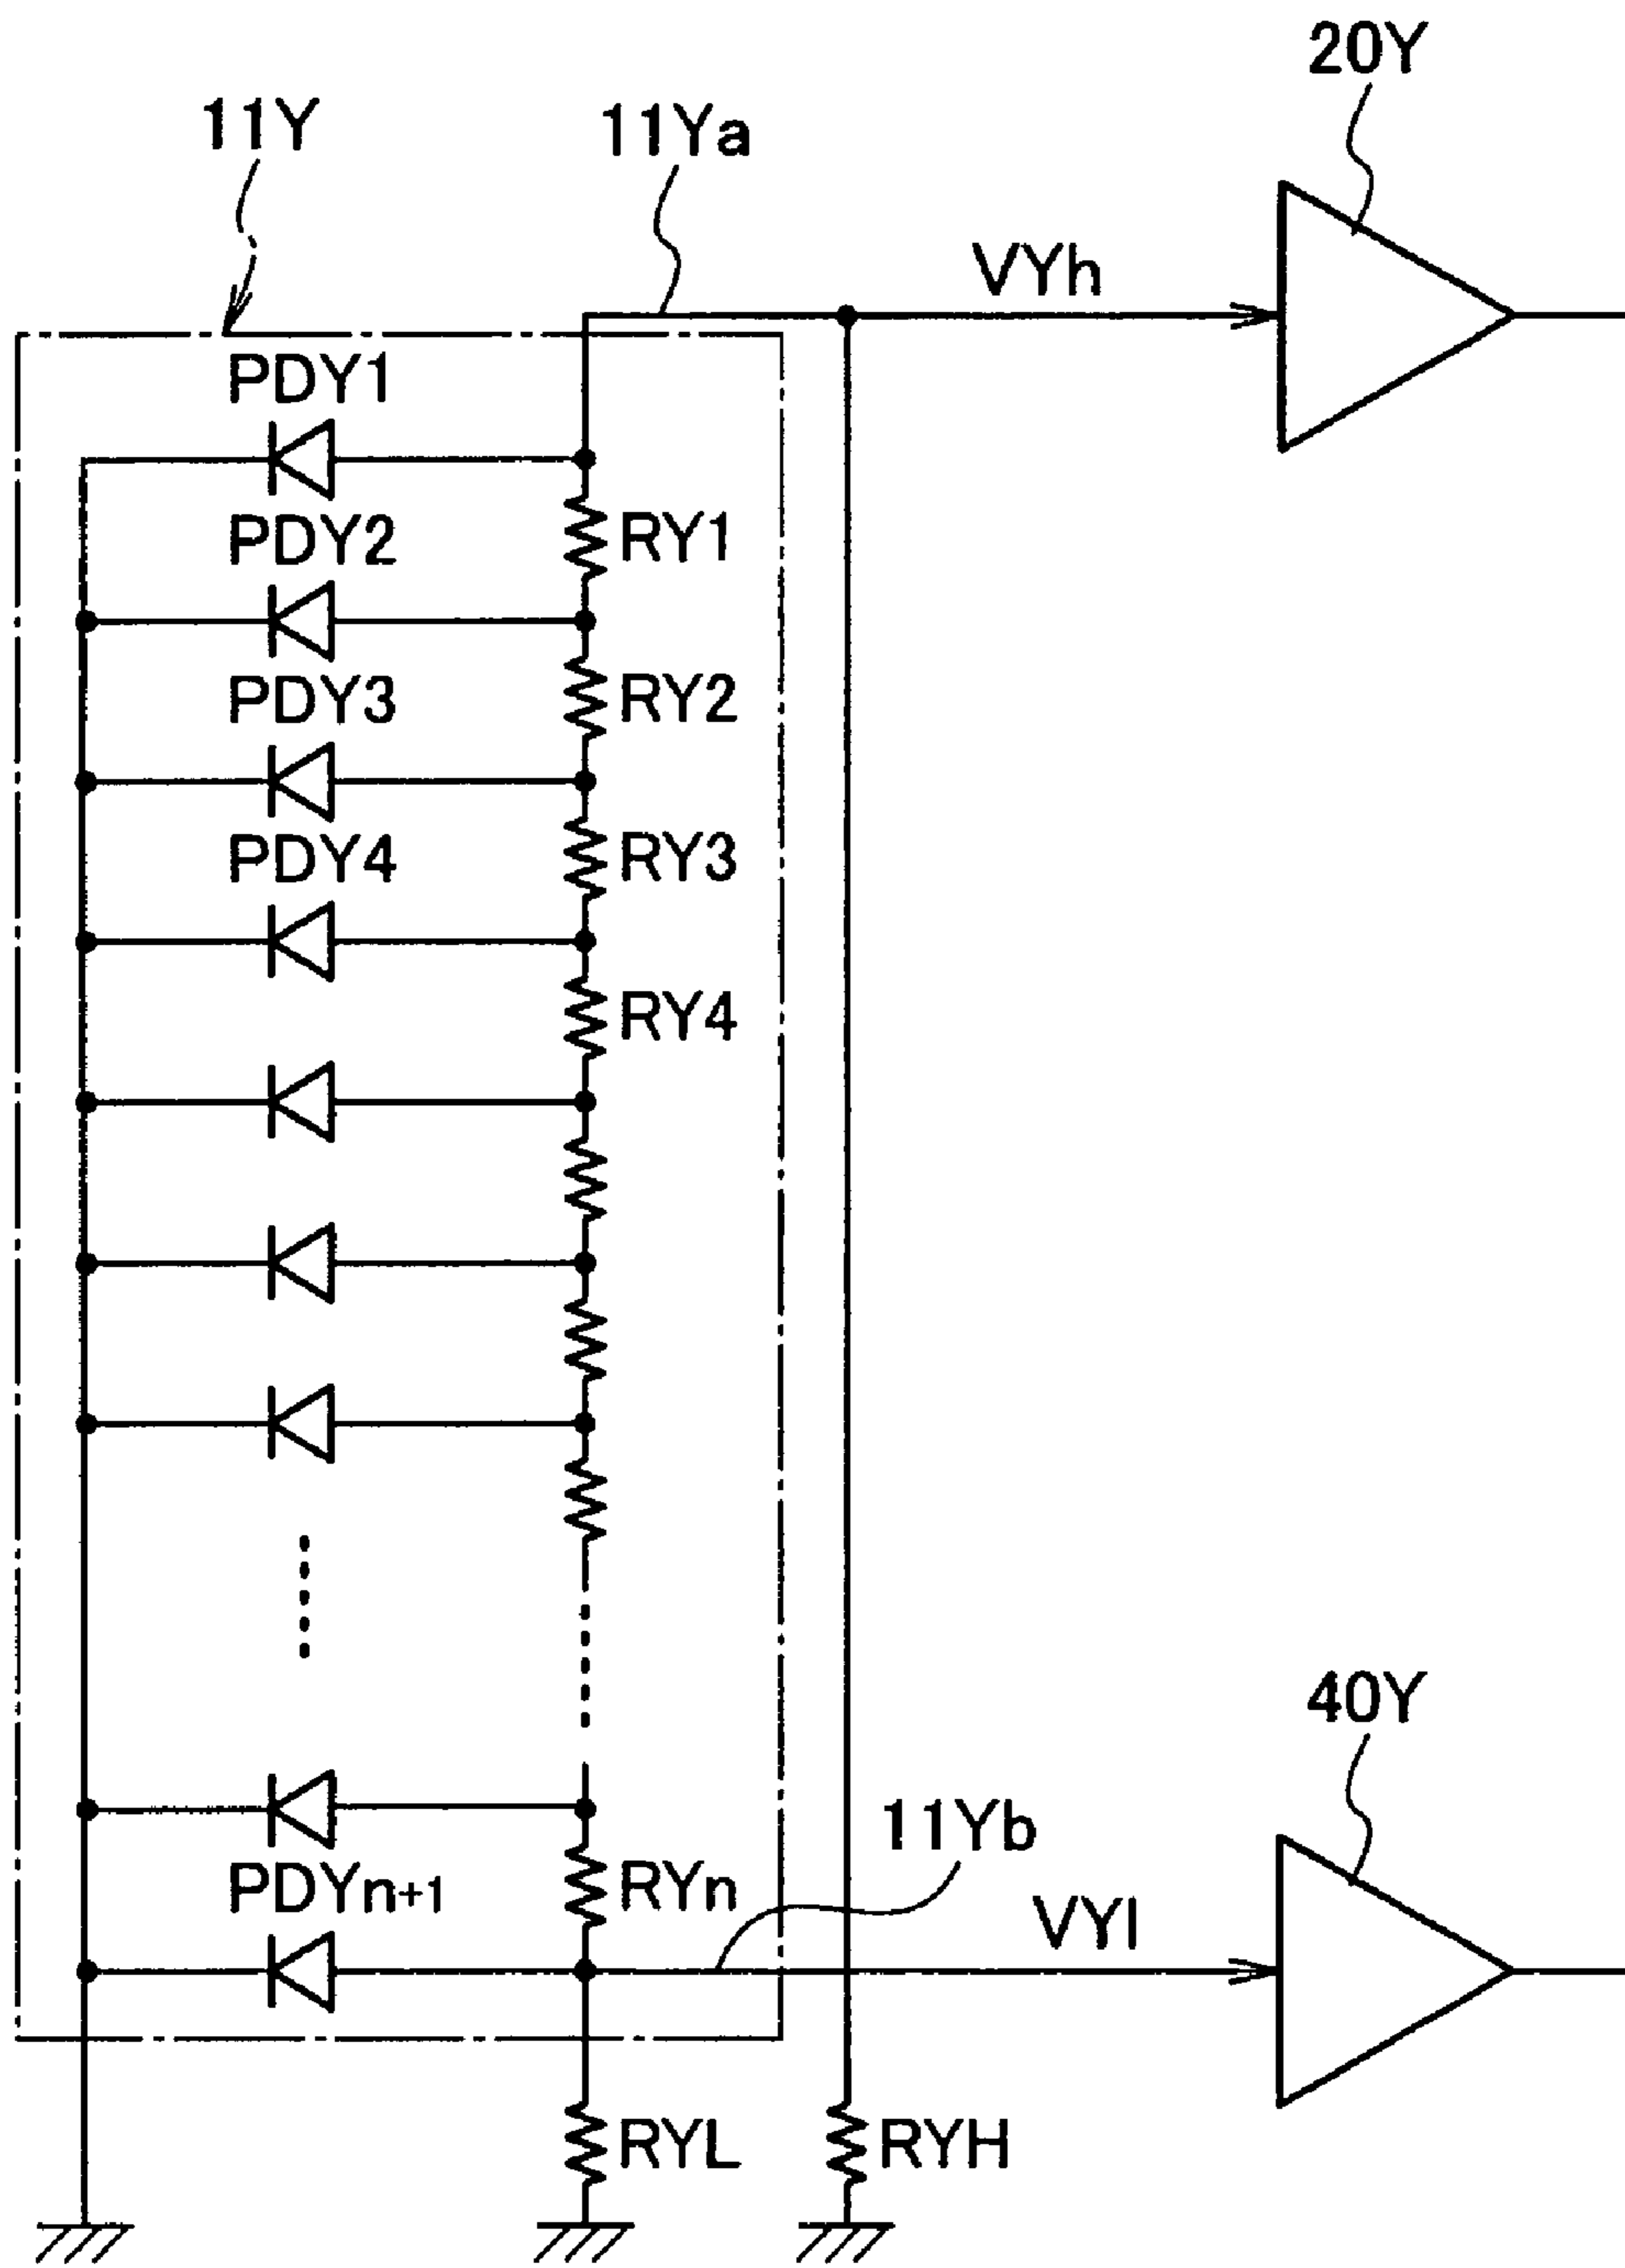 20Y
11Y
11Ya
VYh
PDY1
RY1
PDY2
RY2
PDY3
RY3
PDY4
RY4
40Y
11Yb
PDYn+1
RYn
VYl
RYL
RYH